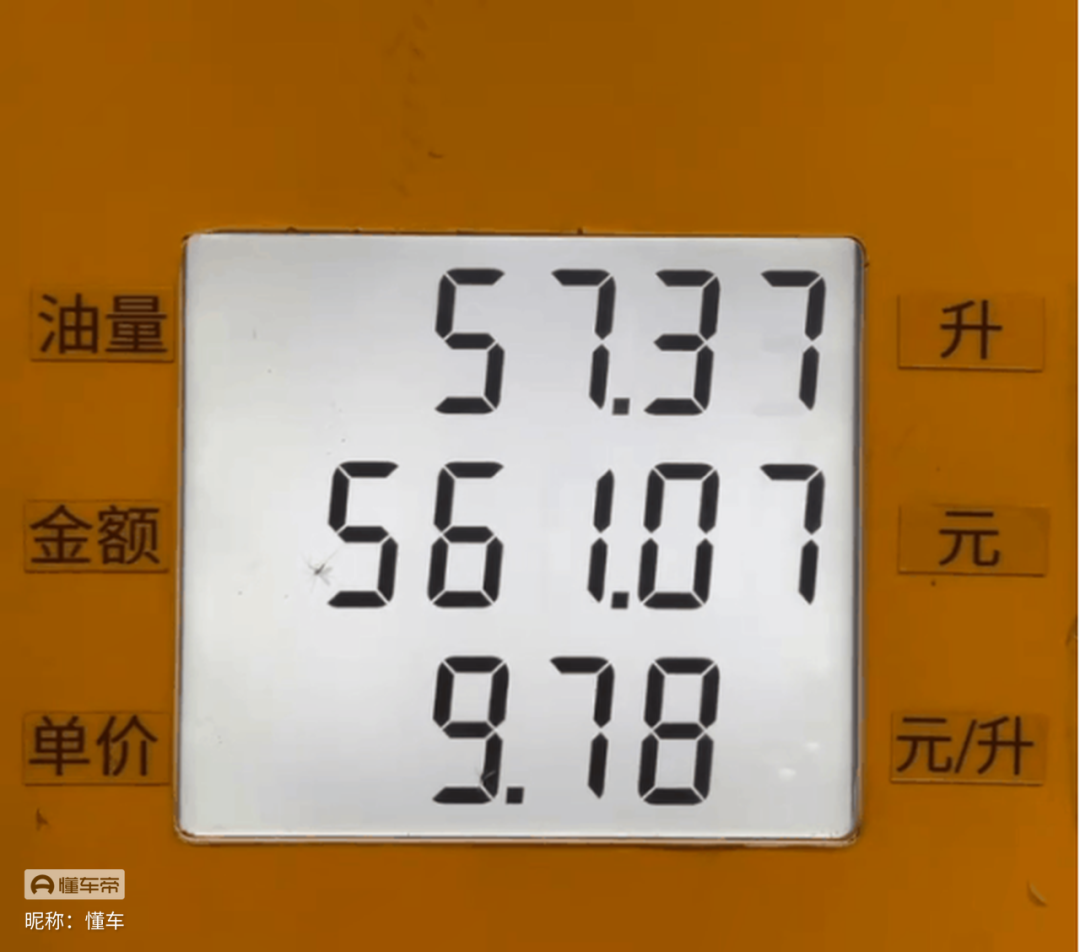 油量 57.37 升
金额 561.07 元
单价 9.78 元/升
懂车帝
昵称：懂车